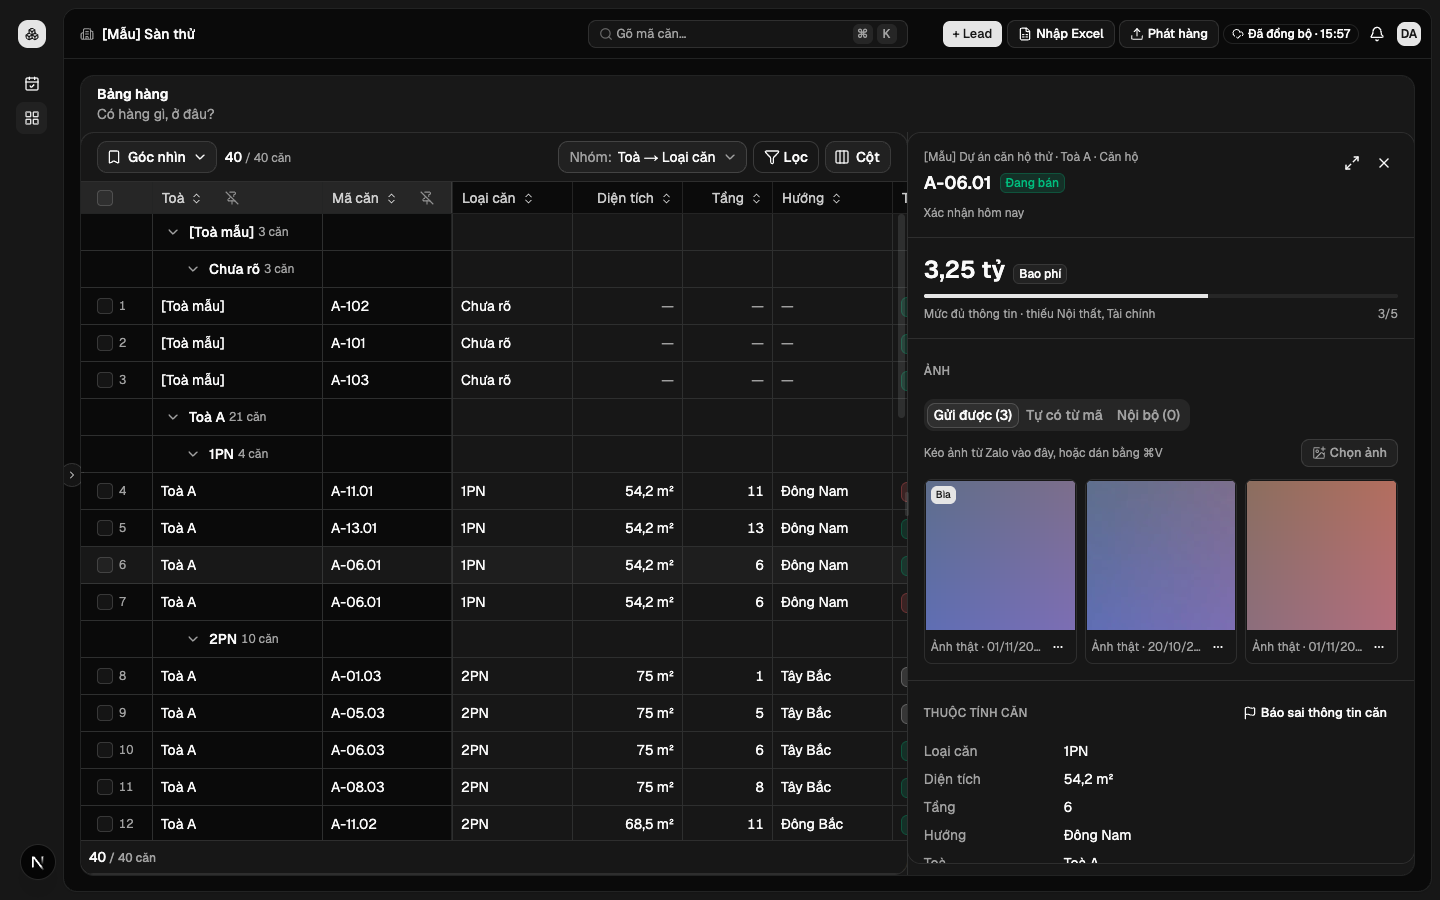 [Mẫu] Sàn thử
Gõ mã căn...
⌘ K
+ Lead
Nhập Excel
Phát hàng
Đã đồng bộ · 15:57
DA
Bảng hàng
Có hàng gì, ở đâu?
Góc nhìn
40 / 40 căn
Nhóm: Toà → Loại căn
Lọc
Cột
Toà Mã căn Loại căn Diện tích Tầng Hướng T
[Toà mẫu] 3 căn
Chưa rõ 3 căn
1 [Toà mẫu] A-102 Chưa rõ — — —
2 [Toà mẫu] A-101 Chưa rõ — — —
3 [Toà mẫu] A-103 Chưa rõ — — —
Toà A 21 căn
1PN 4 căn
4 Toà A A-11.01 1PN 54,2 m² 11 Đông Nam
5 Toà A A-13.01 1PN 54,2 m² 13 Đông Nam
6 Toà A A-06.01 1PN 54,2 m² 6 Đông Nam
7 Toà A A-06.01 1PN 54,2 m² 6 Đông Nam
2PN 10 căn
8 Toà A A-01.03 2PN 75 m² 1 Tây Bắc
9 Toà A A-05.03 2PN 75 m² 5 Tây Bắc
10 Toà A A-06.03 2PN 75 m² 6 Tây Bắc
11 Toà A A-08.03 2PN 75 m² 8 Tây Bắc
12 Toà A A-11.02 2PN 68,5 m² 11 Đông Bắc
40 / 40 căn
N
[Mẫu] Dự án căn hộ thử · Toà A · Căn hộ
A-06.01 Đang bán
Xác nhận hôm nay
3,25 tỷ Bao phí
Mức đủ thông tin · thiếu Nội thất, Tài chính 3/5
ẢNH
Gửi được (3) Tự có từ mã Nội bộ (0)
Kéo ảnh từ Zalo vào đây, hoặc dán bằng ⌘V
Chọn ảnh
Bìa
Ảnh thật · 01/11/20... ···
Ảnh thật · 20/10/2... ···
Ảnh thật · 01/11/20... ···
THUỘC TÍNH CĂN
Báo sai thông tin căn
Loại căn 1PN
Diện tích 54,2 m²
Tầng 6
Hướng Đông Nam
Toà Toà A